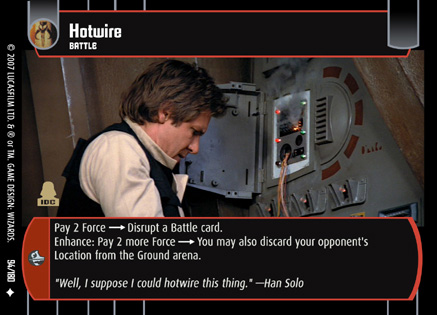 Hotwire
BATTLE
© 2007 LUCASFILM LTD. & ® or TM. GAME DESIGN: WIZARDS.
94/180
IDC
Pay 2 Force → Disrupt a Battle card.
Enhance: Pay 2 more Force → You may also discard your opponent's
Location from the Ground arena.
"Well, I suppose I could hotwire this thing." —Han Solo